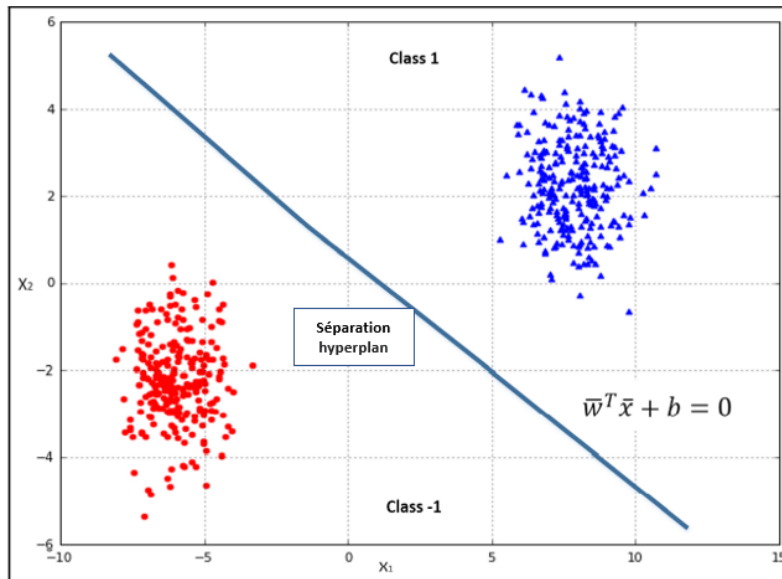 6
Class 1
4
2
X₂
0
Séparation
hyperplan
-2
w̅ᵀx̅ + b = 0
-4
Class -1
-6
-10
-5
0
5
10
15
X₁